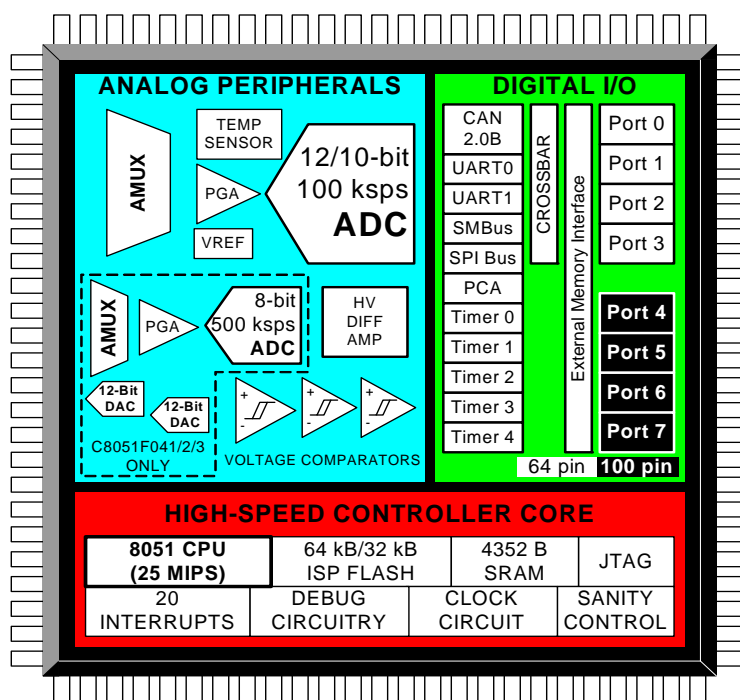 ANALOG PERIPHERALS
AMUX
TEMP
SENSOR
PGA
VREF
12/10-bit
100 ksps
ADC
AMUX
PGA
8-bit
500 ksps
ADC
HV
DIFF
AMP
12-Bit
DAC
12-Bit
DAC
C8051F041/2/3
ONLY
+
-
+
-
+
-
VOLTAGE COMPARATORS
DIGITAL I/O
CAN
2.0B
UART0
UART1
SMBus
SPI Bus
PCA
Timer 0
Timer 1
Timer 2
Timer 3
Timer 4
CROSSBAR
External Memory Interface
Port 0
Port 1
Port 2
Port 3
Port 4
Port 5
Port 6
Port 7
64 pin
100 pin
HIGH-SPEED CONTROLLER CORE
8051 CPU
(25 MIPS)
64 kB/32 kB
ISP FLASH
4352 B
SRAM
JTAG
20
INTERRUPTS
DEBUG
CIRCUITRY
CLOCK
CIRCUIT
SANITY
CONTROL